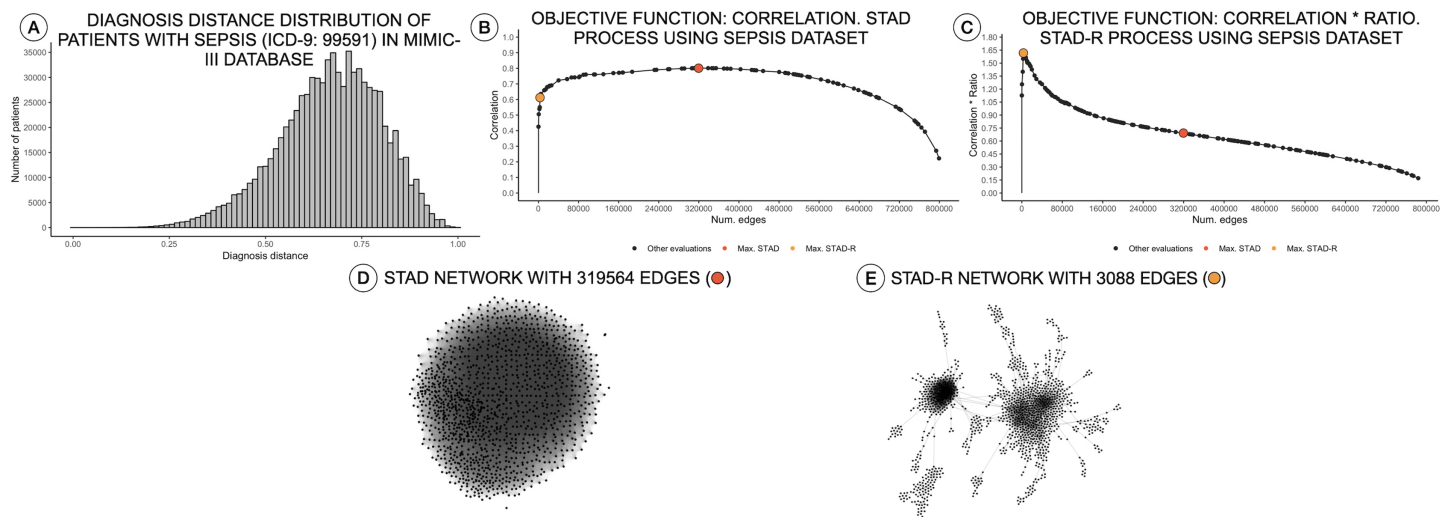 A
DIAGNOSIS DISTANCE DISTRIBUTION OF
PATIENTS WITH SEPSIS (ICD-9: 99591) IN MIMIC-
III DATABASE
35000
30000
25000
20000
15000
10000
5000
0
Number of patients
0.00 0.25 0.50 0.75 1.00
Diagnosis distance
B
OBJECTIVE FUNCTION: CORRELATION. STAD
PROCESS USING SEPSIS DATASET
1.0
0.9
0.8
0.7
0.6
0.5
0.4
0.3
0.2
0.1
0.0
Correlation
0 80000 160000 240000 320000 400000 480000 560000 640000 720000 800000
Num. edges
Other evaluations Max. STAD Max. STAD-R
C
OBJECTIVE FUNCTION: CORRELATION * RATIO.
STAD-R PROCESS USING SEPSIS DATASET
1.80
1.65
1.50
1.35
1.20
1.05
0.90
0.75
0.60
0.45
0.30
0.15
0.00
Correlation * Ratio
0 80000 160000 240000 320000 400000 480000 560000 640000 720000 800000
Num. edges
Other evaluations Max. STAD Max. STAD-R
D STAD NETWORK WITH 319564 EDGES ( )
E STAD-R NETWORK WITH 3088 EDGES ( )